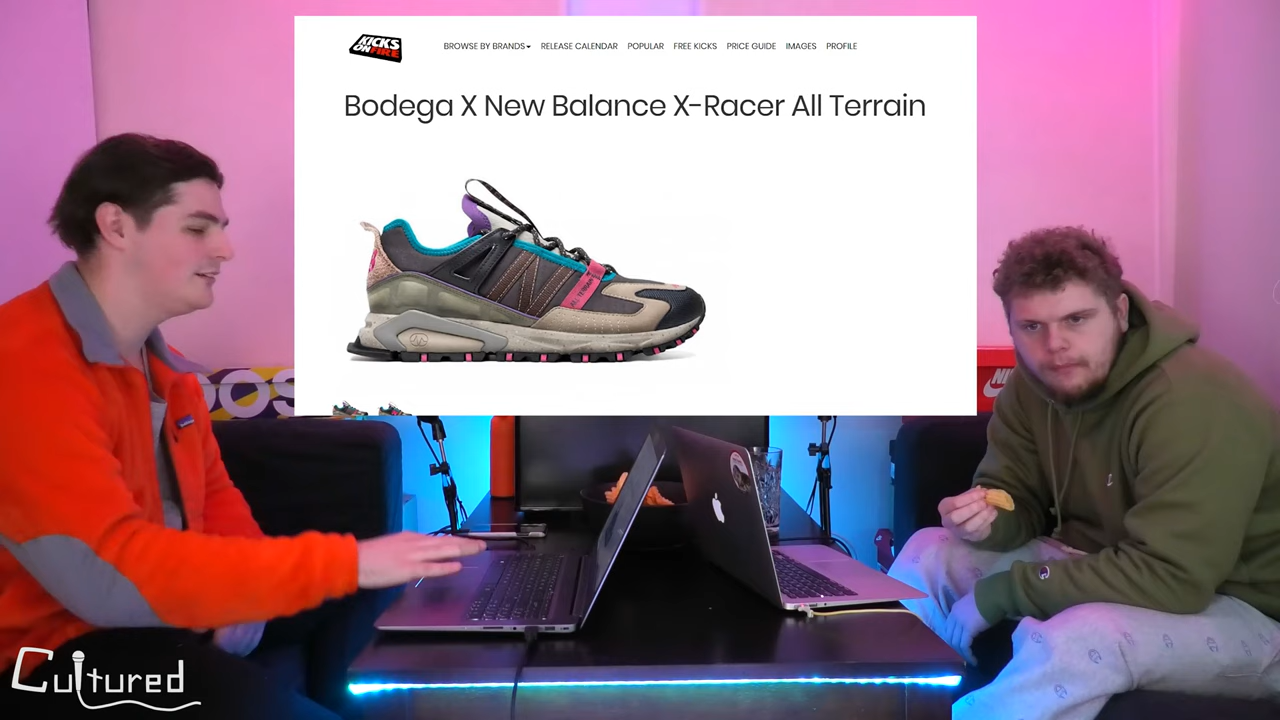 KICKS
ON FIRE
BROWSE BY BRANDS
RELEASE CALENDAR
POPULAR
FREE KICKS
PRICE GUIDE
IMAGES
PROFILE
Bodega X New Balance X-Racer All Terrain
Cultured